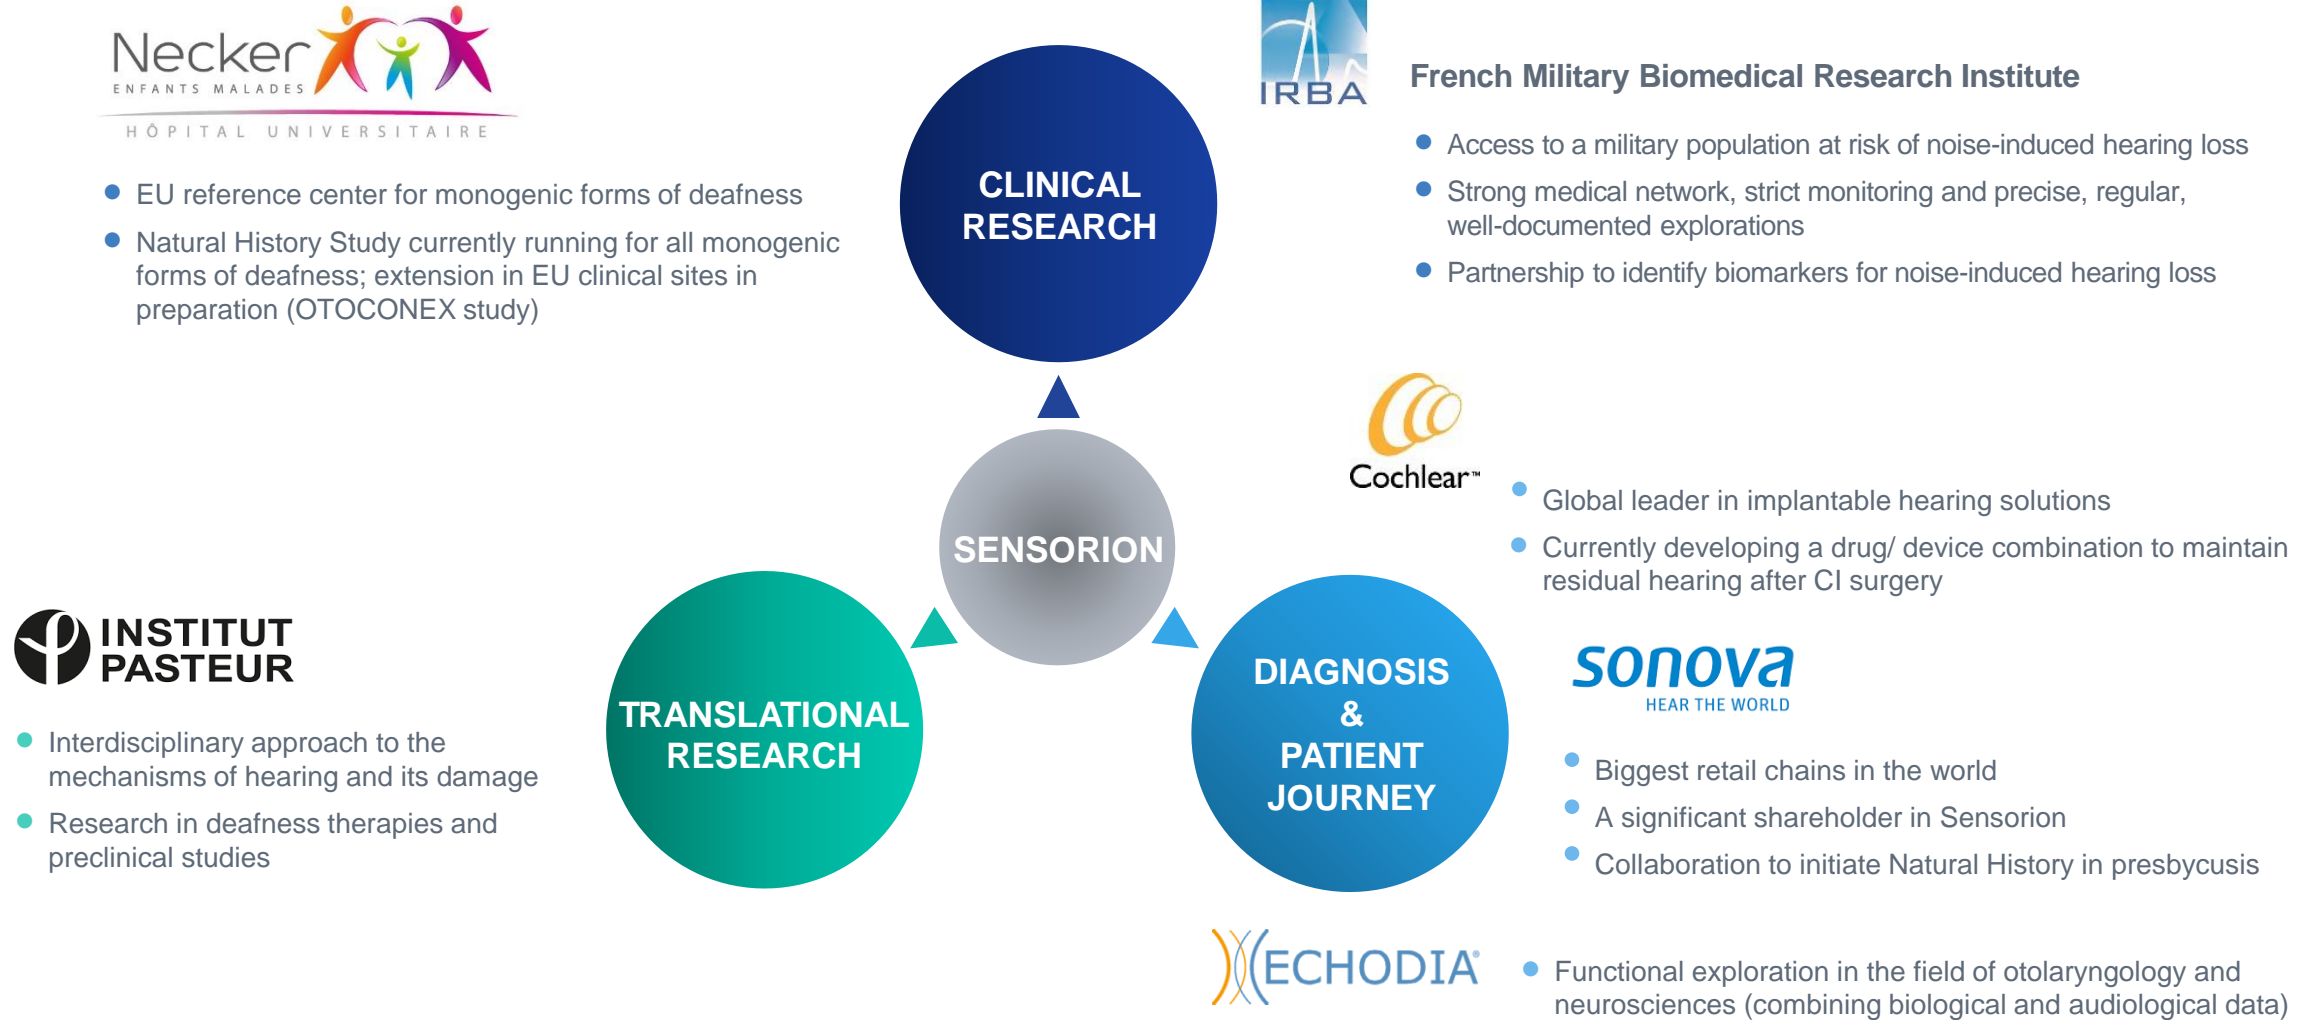 Necker
ENFANTS MALADES
HÔPITAL UNIVERSITAIRE
EU reference center for monogenic forms of deafness
Natural History Study currently running for all monogenic
forms of deafness; extension in EU clinical sites in
preparation (OTOCONEX study)
CLINICAL
RESEARCH
IRBA
French Military Biomedical Research Institute
Access to a military population at risk of noise-induced hearing loss
Strong medical network, strict monitoring and precise, regular,
well-documented explorations
Partnership to identify biomarkers for noise-induced hearing loss
Cochlear™
Global leader in implantable hearing solutions
Currently developing a drug/ device combination to maintain
residual hearing after CI surgery
SENSORION
INSTITUT
PASTEUR
Interdisciplinary approach to the
mechanisms of hearing and its damage
Research in deafness therapies and
preclinical studies
TRANSLATIONAL
RESEARCH
DIAGNOSIS
&
PATIENT
JOURNEY
sonova
HEAR THE WORLD
Biggest retail chains in the world
A significant shareholder in Sensorion
Collaboration to initiate Natural History in presbycusis
ECHODIA®
Functional exploration in the field of otolaryngology and
neurosciences (combining biological and audiological data)